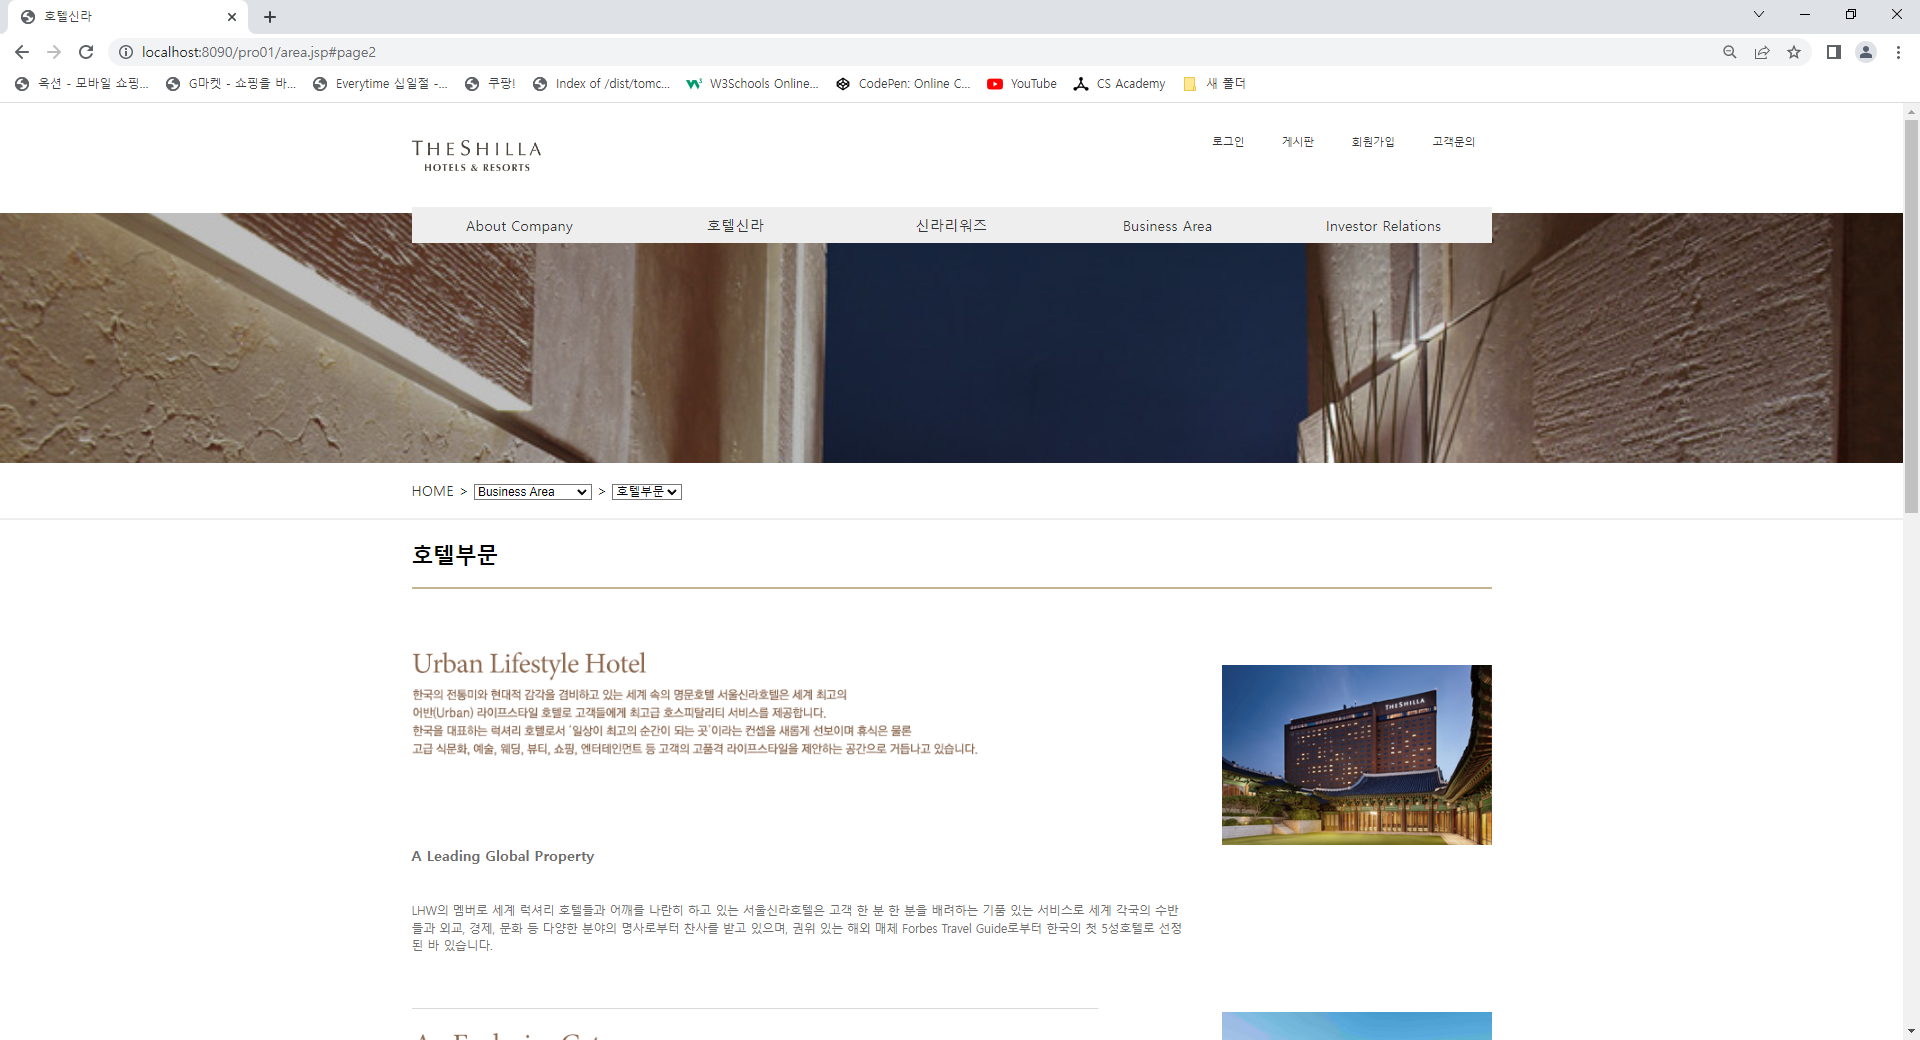 호텔신라
localhost:8090/pro01/area.jsp#page2
옥션 - 모바일 쇼핑...
G마켓 - 쇼핑을 바...
Everytime 십일절 -...
쿠팡!
Index of /dist/tomc...
W3Schools Online...
CodePen: Online C...
YouTube
CS Academy
새 폴더
THE SHILLA
HOTELS & RESORTS
로그인 게시판 회원가입 고객문의
About Company 호텔신라 신라리워즈 Business Area Investor Relations
HOME > Business Area > 호텔부문
호텔부문
Urban Lifestyle Hotel
한국의 전통미와 현대적 감각을 겸비하고 있는 세계 속의 명문호텔 서울신라호텔은 세계 최고의
어반(Urban) 라이프스타일 호텔로 고객들에게 최고급 호스피탈리티 서비스를 제공합니다.
한국을 대표하는 럭셔리 호텔로서 '일상이 최고의 순간이 되는 곳'이라는 컨셉을 새롭게 선보이며 휴식은 물론
고급 식문화, 예술, 웨딩, 뷰티, 쇼핑, 엔터테인먼트 등 고객의 고품격 라이프스타일을 제안하는 공간으로 거듭나고 있습니다.
THE SHILLA
A Leading Global Property
LHW의 멤버로 세계 럭셔리 호텔들과 어깨를 나란히 하고 있는 서울신라호텔은 고객 한 분 한 분을 배려하는 기품 있는 서비스로 세계 각국의 수반
들과 외교, 경제, 문화 등 다양한 분야의 명사로부터 찬사를 받고 있으며, 권위 있는 해외 매체 Forbes Travel Guide로부터 한국의 첫 5성호텔로 선정
된 바 있습니다.